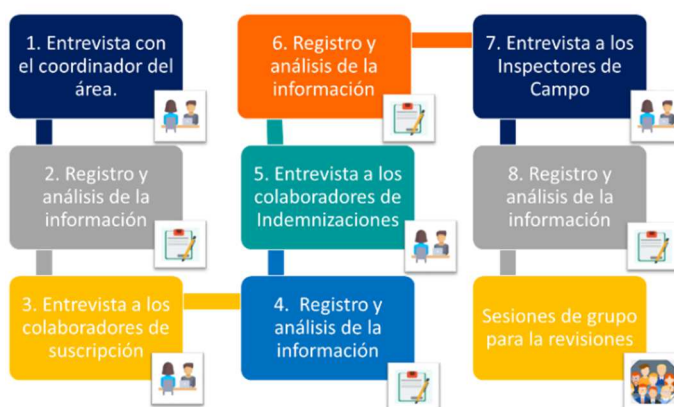 1. Entrevista con
el coordinador del
área.
2. Registro y
análisis de la
información
3. Entrevista a los
colaboradores de
suscripción
4. Registro y
análisis de la
información
5. Entrevista a los
colaboradores de
Indemnizaciones
6. Registro y
análisis de la
información
7. Entrevista a los
Inspectores de
Campo
8. Registro y
análisis de la
información
Sesiones de grupo
para la revisiones